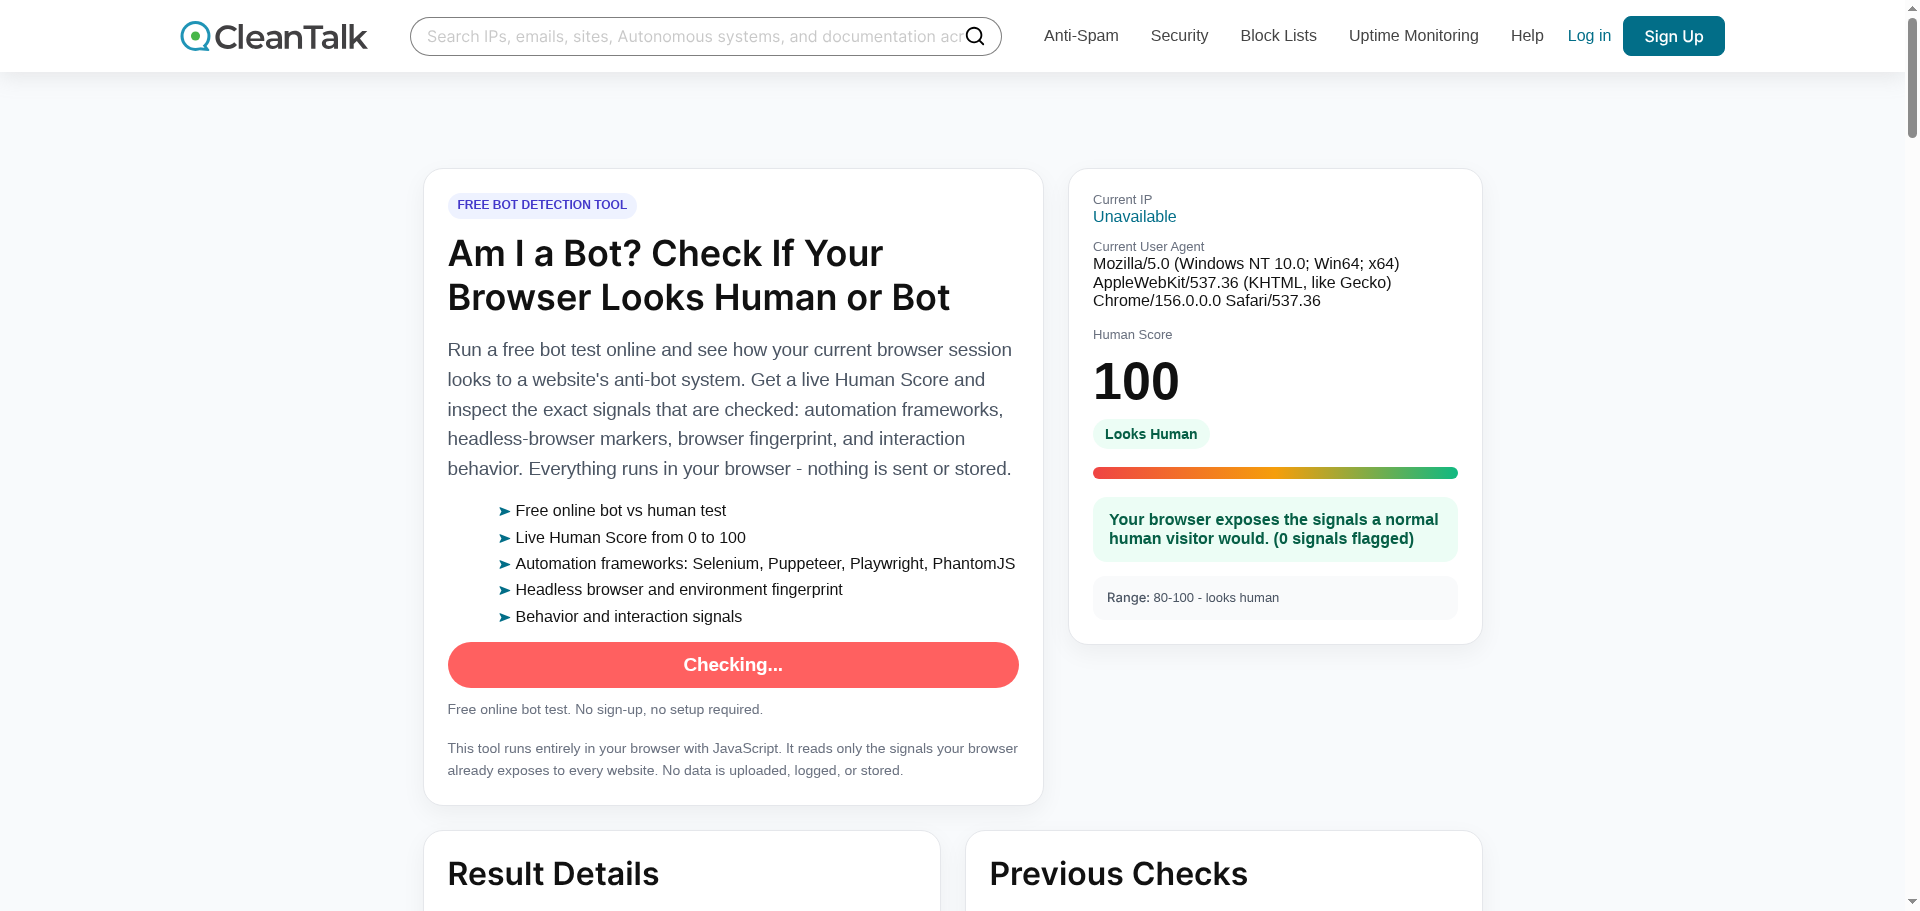 CleanTalk
Search IPs, emails, sites, Autonomous systems, and documentation acr
Anti-Spam
Security
Block Lists
Uptime Monitoring
Help
Log in
Sign Up
FREE BOT DETECTION TOOL
Am I a Bot? Check If Your
Browser Looks Human or Bot
Run a free bot test online and see how your current browser session
looks to a website's anti-bot system. Get a live Human Score and
inspect the exact signals that are checked: automation frameworks,
headless-browser markers, browser fingerprint, and interaction
behavior. Everything runs in your browser - nothing is sent or stored.
➤ Free online bot vs human test
➤ Live Human Score from 0 to 100
➤ Automation frameworks: Selenium, Puppeteer, Playwright, PhantomJS
➤ Headless browser and environment fingerprint
➤ Behavior and interaction signals
Checking...
Free online bot test. No sign-up, no setup required.
This tool runs entirely in your browser with JavaScript. It reads only the signals your browser
already exposes to every website. No data is uploaded, logged, or stored.
Current IP
Unavailable
Current User Agent
Mozilla/5.0 (Windows NT 10.0; Win64; x64)
AppleWebKit/537.36 (KHTML, like Gecko)
Chrome/156.0.0.0 Safari/537.36
Human Score
100
Looks Human
Your browser exposes the signals a normal
human visitor would. (0 signals flagged)
Range: 80-100 - looks human
Result Details
Previous Checks